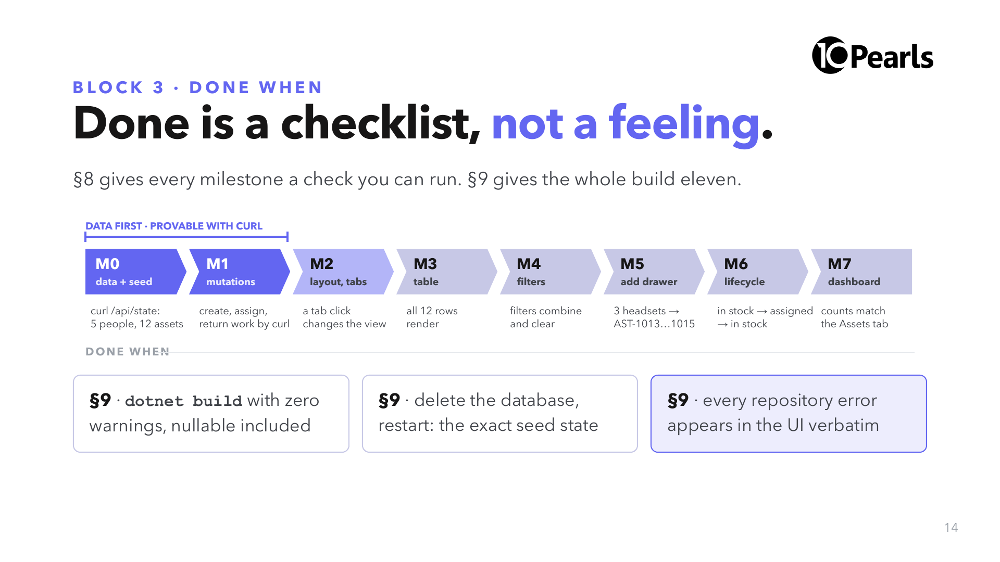 10Pearls
BLOCK 3 · DONE WHEN
Done is a checklist, not a feeling.
§8 gives every milestone a check you can run. §9 gives the whole build eleven.
DATA FIRST · PROVABLE WITH CURL
M0
data + seed
M1
mutations
M2
layout, tabs
M3
table
M4
filters
M5
add drawer
M6
lifecycle
M7
dashboard
curl /api/state:
5 people, 12 assets
create, assign,
return work by curl
a tab click
changes the view
all 12 rows
render
filters combine
and clear
3 headsets →
AST-1013…1015
in stock → assigned
→ in stock
counts match
the Assets tab
DONE WHEN
§9 · dotnet build with zero
warnings, nullable included
§9 · delete the database,
restart: the exact seed state
§9 · every repository error
appears in the UI verbatim
14